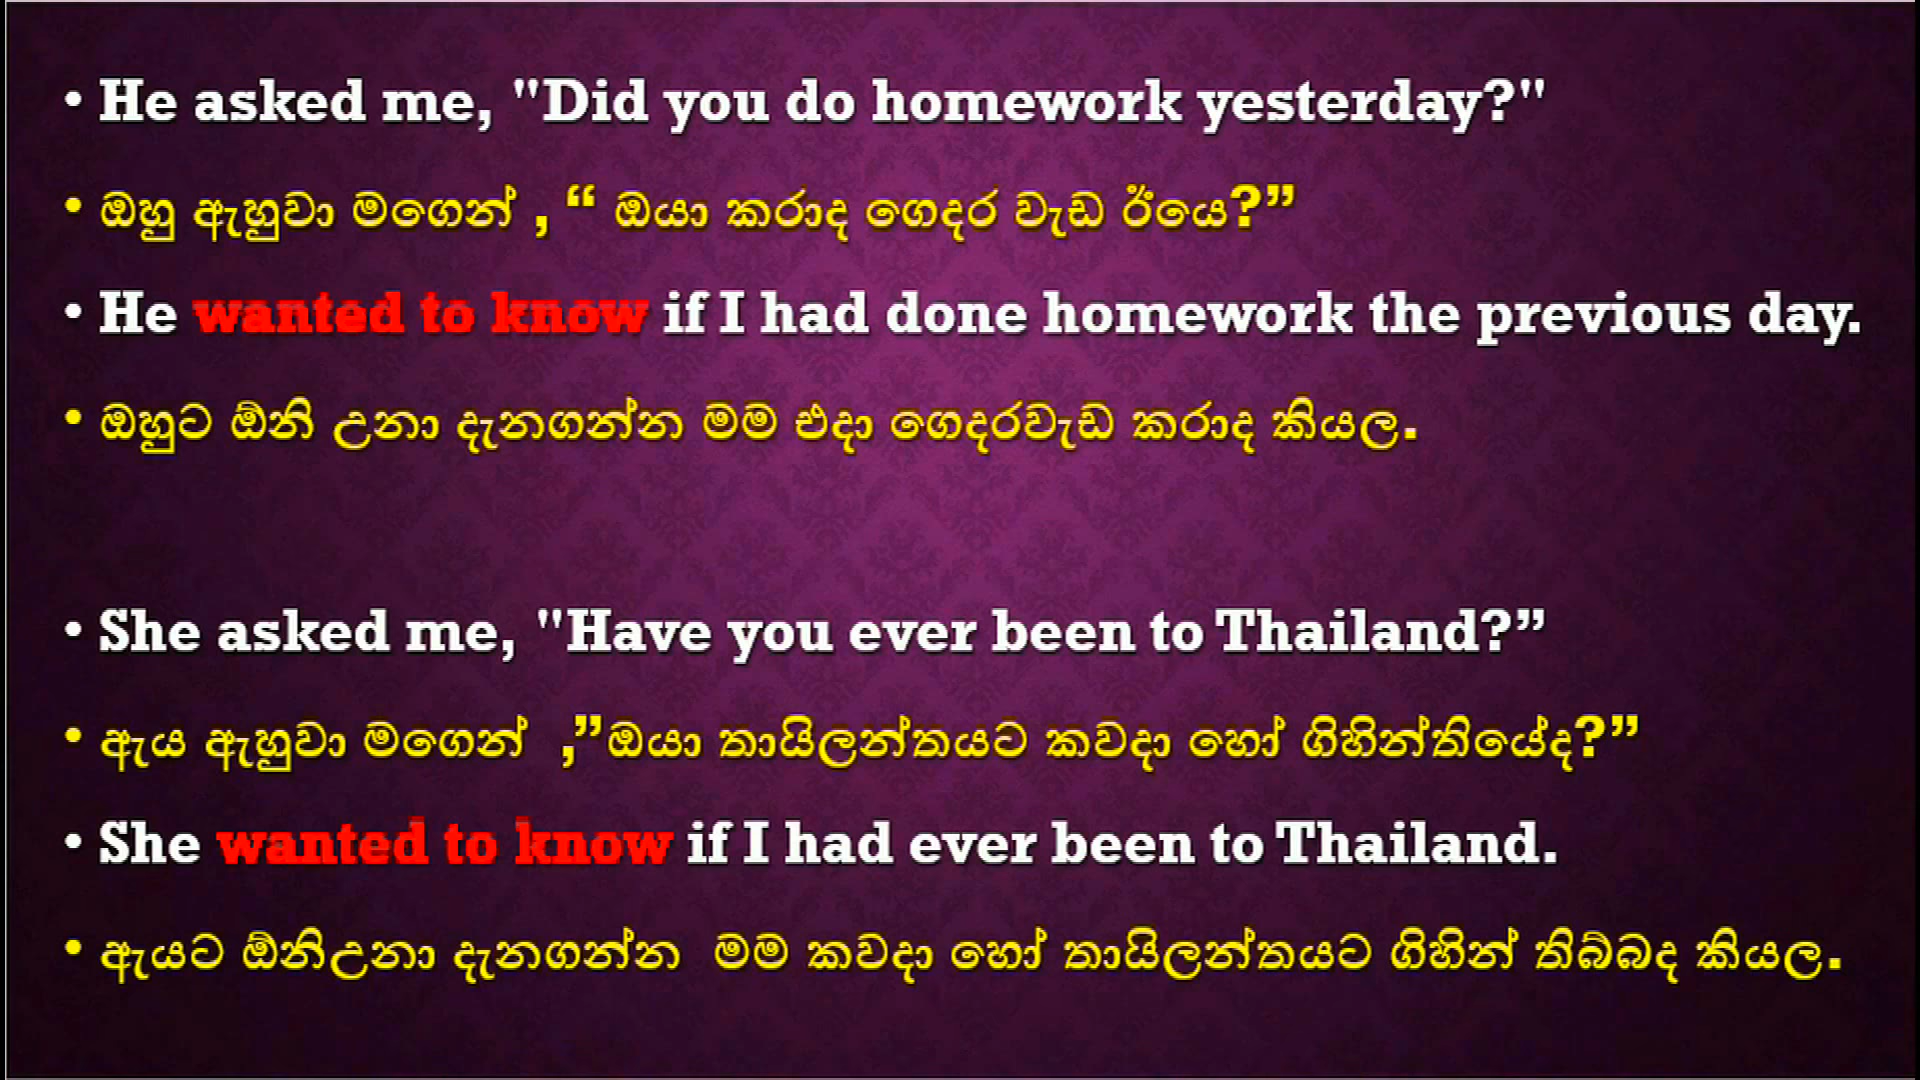 • He asked me, "Did you do homework yesterday?"
• ඔහු ඇහුවා මගෙන් , “ ඔයා කරාද ගෙදර වැඩ ඊයෙ?”
• He wanted to know if I had done homework the previous day.
• ඔහුට ඕනි උනා දැනගන්න මම එදා ගෙදරවැඩ කරාද කියල.
• She asked me, "Have you ever been to Thailand?”
• ඇය ඇහුවා මගෙන් ,”ඔයා තායිලන්තයට කවදා හෝ ගිහින්තියේද?”
• She wanted to know if I had ever been to Thailand.
• ඇයට ඕනිඋනා දැනගන්න මම කවදා හෝ තායිලන්තයට ගිහින් තිබ්බද කියල.